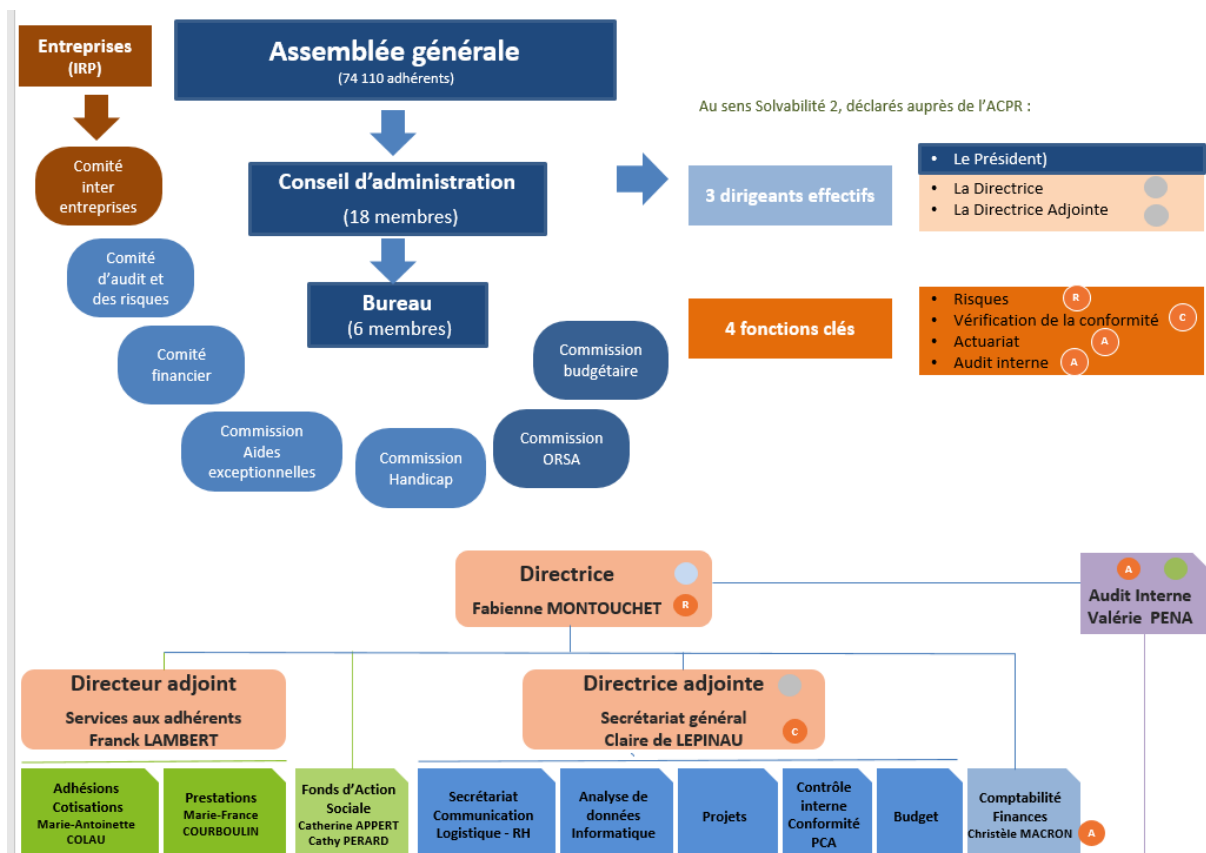 Entreprises
(IRP)
Assemblée générale
(74 110 adhérents)
Au sens Solvabilité 2, déclarés auprès de l'ACPR :
Comité
inter
entreprises
Conseil d'administration
(18 membres)
3 dirigeants effectifs
• Le Président)
• La Directrice
• La Directrice Adjointe
Comité
d'audit et
des risques
Bureau
(6 membres)
4 fonctions clés
• Risques R
• Vérification de la conformité C
• Actuariat A
• Audit interne A
Comité
financier
Commission
budgétaire
Commission
Aides
exceptionnelles
Commission
Handicap
Commission
ORSA
Directrice
Fabienne MONTOUCHET R
A
Audit Interne
Valérie PENA
Directeur adjoint
Services aux adhérents
Franck LAMBERT
Directrice adjointe
Secrétariat général
Claire de LEPINAU C
Adhésions
Cotisations
Marie-Antoinette
COLAU
Prestations
Marie-France
COURBOULIN
Fonds d'Action
Sociale
Catherine APPERT
Cathy PERARD
Secrétariat
Communication
Logistique - RH
Analyse de
données
Informatique
Projets
Contrôle
interne
Conformité
PCA
Budget
Comptabilité
Finances
Christèle MACRON A